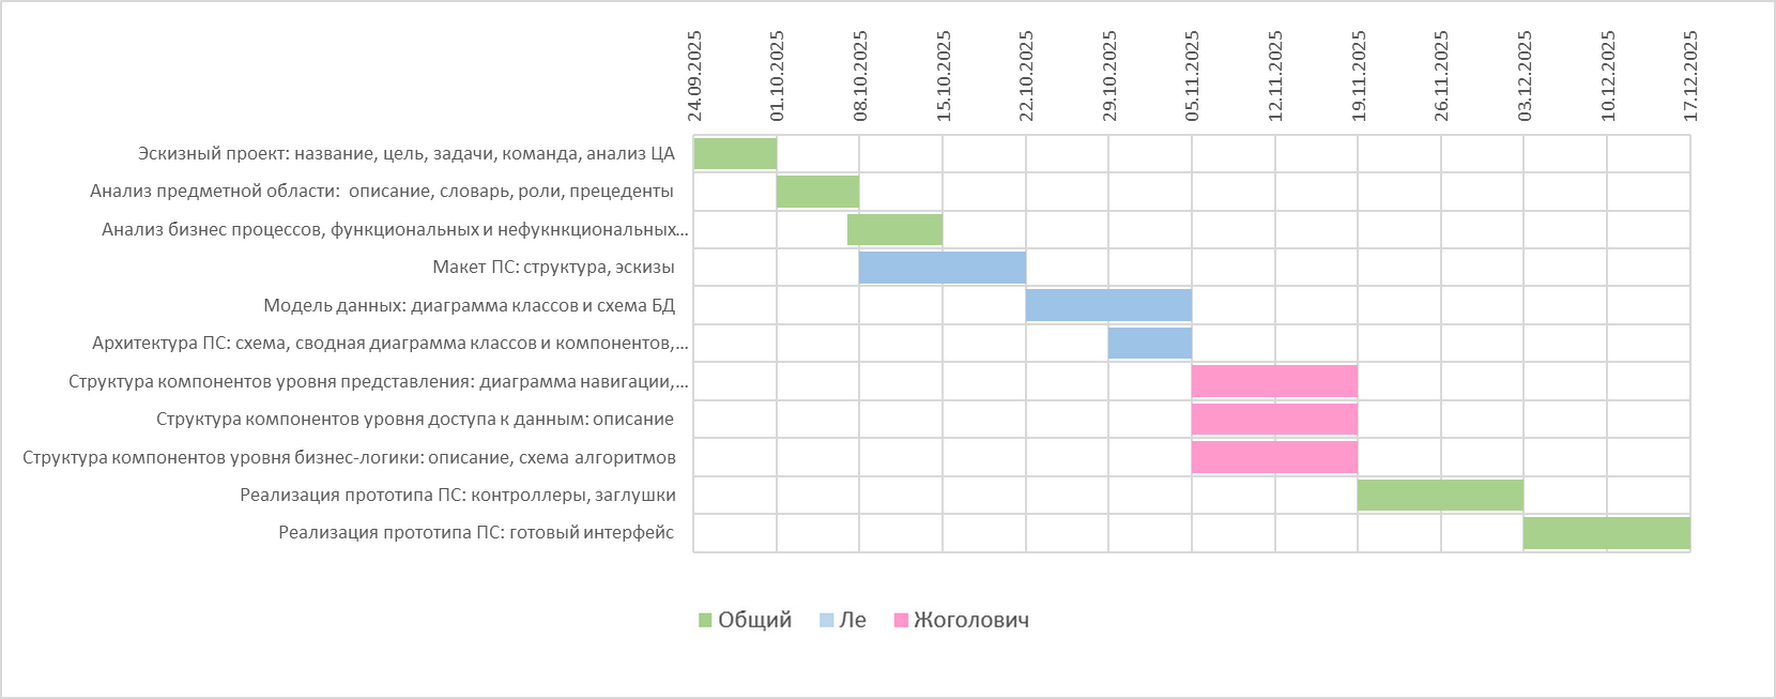 24.09.2025
01.10.2025
08.10.2025
15.10.2025
22.10.2025
29.10.2025
05.11.2025
12.11.2025
19.11.2025
26.11.2025
03.12.2025
10.12.2025
17.12.2025
Эскизный проект: название, цель, задачи, команда, анализ ЦА
Анализ предметной области: описание, словарь, роли, прецеденты
Анализ бизнес процессов, функциональных и нефукнкциональных...
Макет ПС: структура, эскизы
Модель данных: диаграмма классов и схема БД
Архитектура ПС: схема, сводная диаграмма классов и компонентов,...
Структура компонентов уровня представления: диаграмма навигации,...
Структура компонентов уровня доступа к данным: описание
Структура компонентов уровня бизнес-логики: описание, схема алгоритмов
Реализация прототипа ПС: контроллеры, заглушки
Реализация прототипа ПС: готовый интерфейс
Общий Ле Жоголович